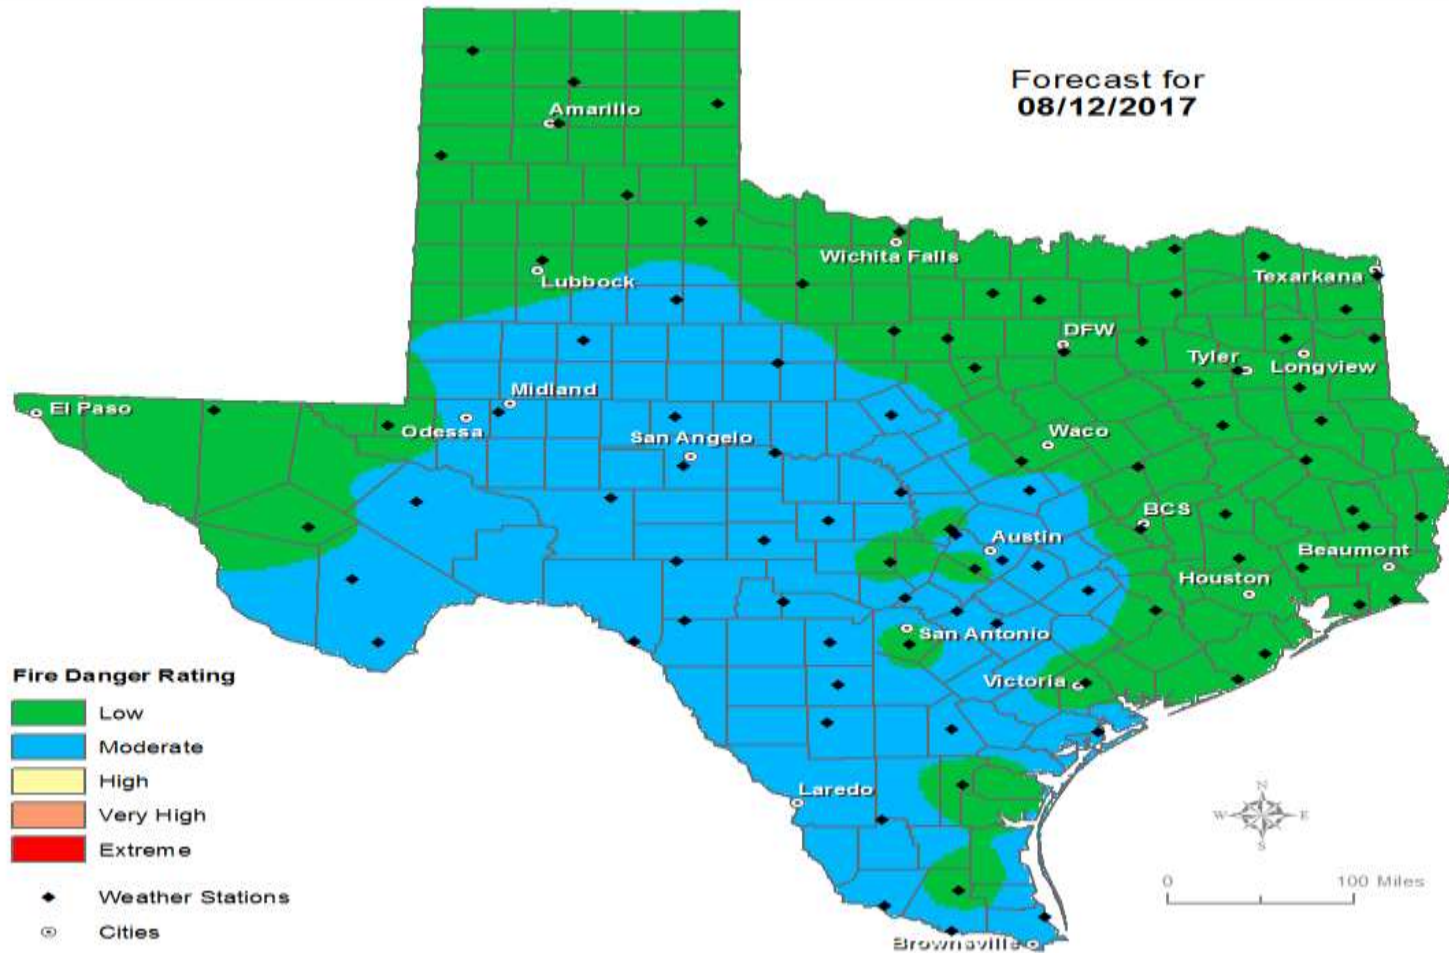 Forecast for
08/12/2017
Amarillo
Wichita Falls
Lubbock
Texarkana
DFW
Tyler
Longview
Midland
El Paso
Odessa
San Angelo
Waco
BCS
Austin
Beaumont
Houston
San Antonio
Victoria
Laredo
Brownsville
Fire Danger Rating
Low
Moderate
High
Very High
Extreme
Weather Stations
Cities
N
W E
S
0 100 Miles